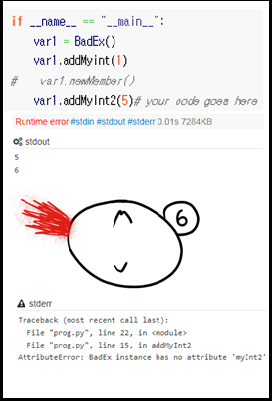 if __name__ == "__main__":
    var1 = BadEx()
    var1.addMyint(1)
#    var1.newMember()
    var1.addMyInt2(5)# your code goes here
Runtime error #stdin #stdout #stderr 0.01s 7284KB
stdout
5
6
6
stderr
Traceback (most recent call last):
  File "prog.py", line 22, in <module>
  File "prog.py", line 15, in addMyInt2
AttributeError: BadEx instance has no attribute 'myInt2'